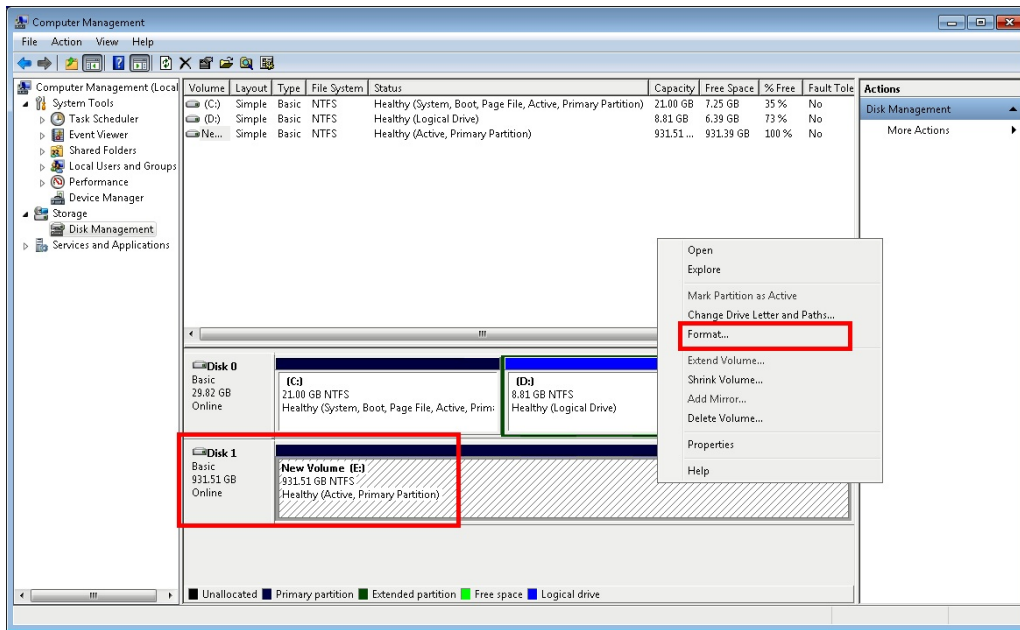 Computer Management
File Action View Help
Computer Management (Local
System Tools
Task Scheduler
Event Viewer
Shared Folders
Local Users and Groups
Performance
Device Manager
Storage
Disk Management
Services and Applications
Volume Layout Type File System Status Capacity Free Space % Free Fault Tole
(C:) Simple Basic NTFS Healthy (System, Boot, Page File, Active, Primary Partition) 21.00 GB 7.25 GB 35 % No
(D:) Simple Basic NTFS Healthy (Logical Drive) 8.81 GB 6.39 GB 73 % No
Ne... Simple Basic NTFS Healthy (Active, Primary Partition) 931.51 ... 931.39 GB 100 % No
Actions
Disk Management
More Actions
Open
Explore
Mark Partition as Active
Change Drive Letter and Paths...
Format...
Extend Volume...
Shrink Volume...
Add Mirror...
Delete Volume...
Properties
Help
Disk 0
Basic
29.82 GB
Online
(C:)
21.00 GB NTFS
Healthy (System, Boot, Page File, Active, Prim
(D:)
8.81 GB NTFS
Healthy (Logical Drive)
Disk 1
Basic
931.51 GB
Online
New Volume (E:)
931.51 GB NTFS
Healthy (Active, Primary Partition)
Unallocated Primary partition Extended partition Free space Logical drive